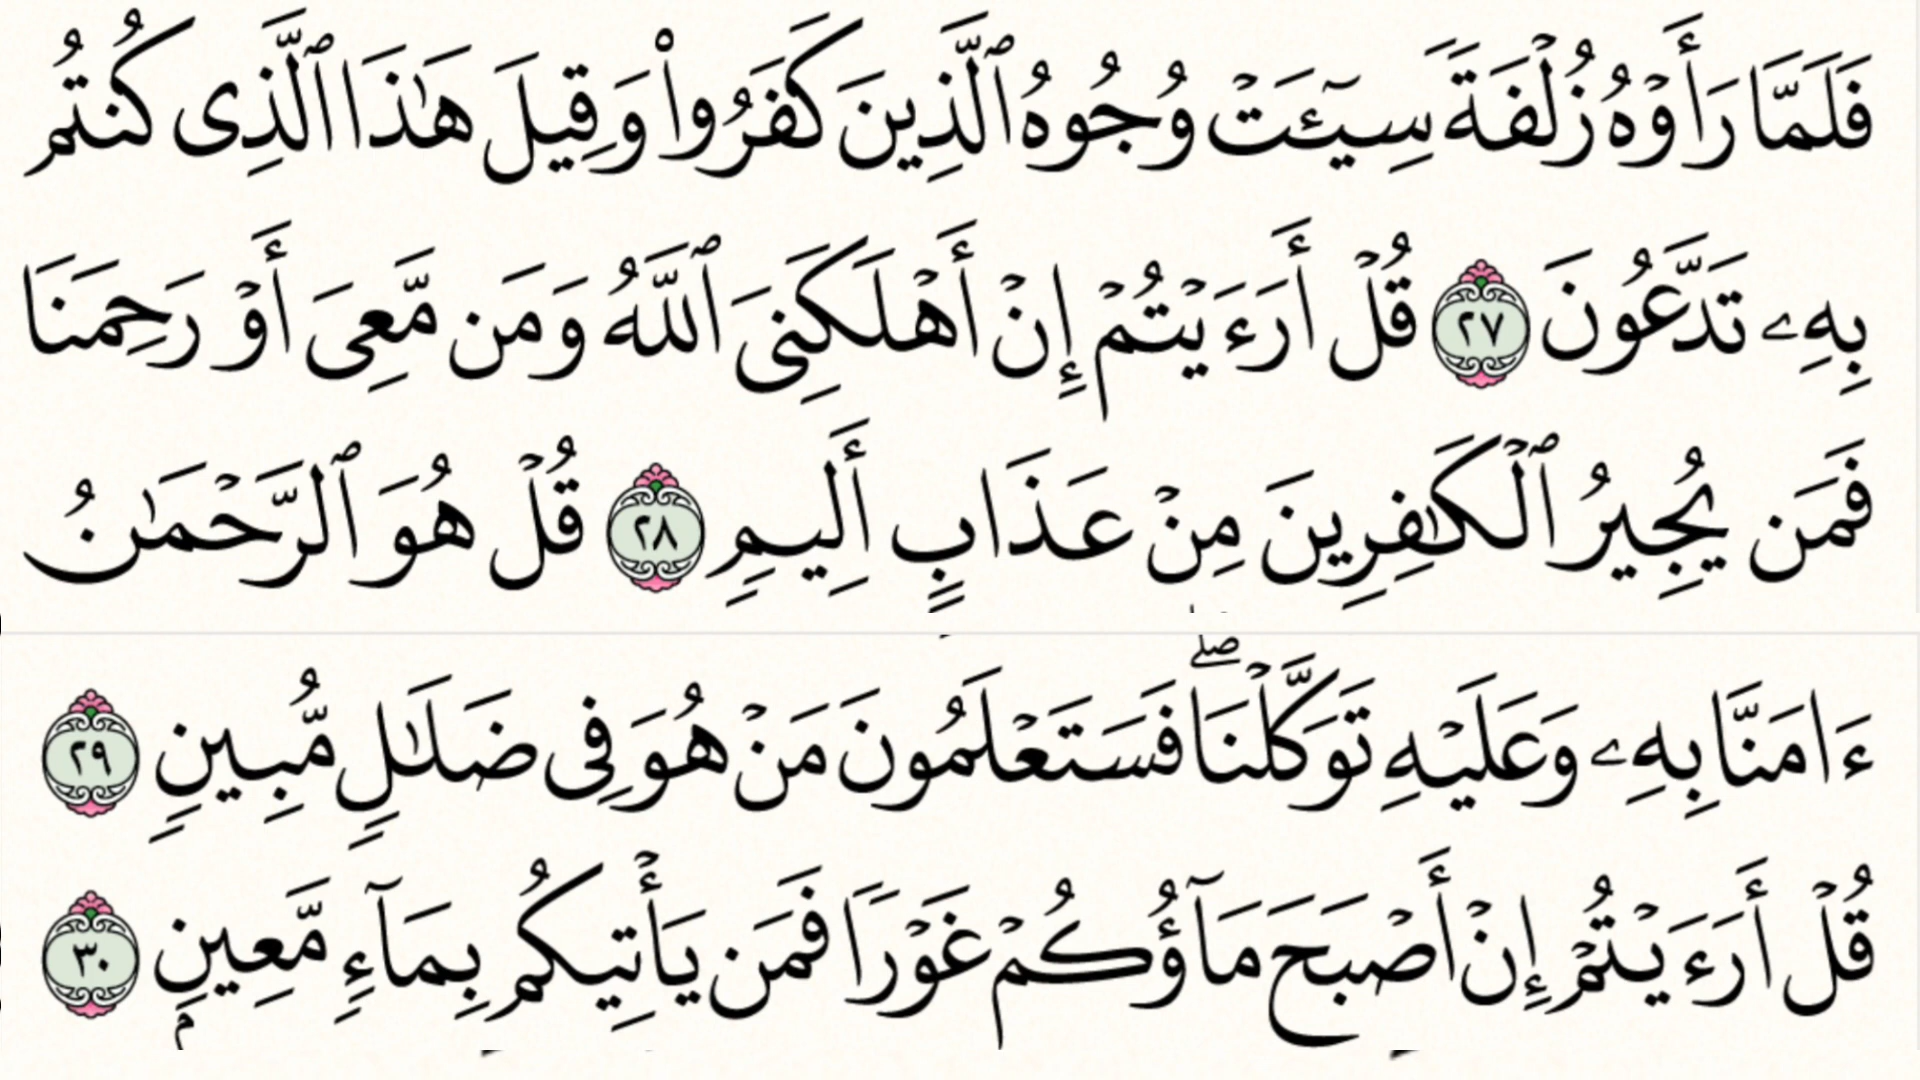 فَلَمَّا رَأَوۡهُ زُلۡفَةٗ سِيٓـَٔتۡ وُجُوهُ ٱلَّذِينَ كَفَرُواْ وَقِيلَ هَٰذَا ٱلَّذِي كُنتُم
بِهِۦ تَدَّعُونَ ٢٧ قُلۡ أَرَءَيۡتُمۡ إِنۡ أَهۡلَكَنِيَ ٱللَّهُ وَمَن مَّعِيَ أَوۡ رَحِمَنَا
فَمَن يُجِيرُ ٱلۡكَٰفِرِينَ مِنۡ عَذَابٍ أَلِيمٖ ٢٨ قُلۡ هُوَ ٱلرَّحۡمَٰنُ
ءَامَنَّا بِهِۦ وَعَلَيۡهِ تَوَكَّلۡنَاۖ فَسَتَعۡلَمُونَ مَنۡ هُوَ فِي ضَلَٰلٖ مُّبِينٖ ٢٩
قُلۡ أَرَءَيۡتُمۡ إِنۡ أَصۡبَحَ مَآؤُكُمۡ غَوۡرٗا فَمَن يَأۡتِيكُم بِمَآءٖ مَّعِينِۭ ٣٠